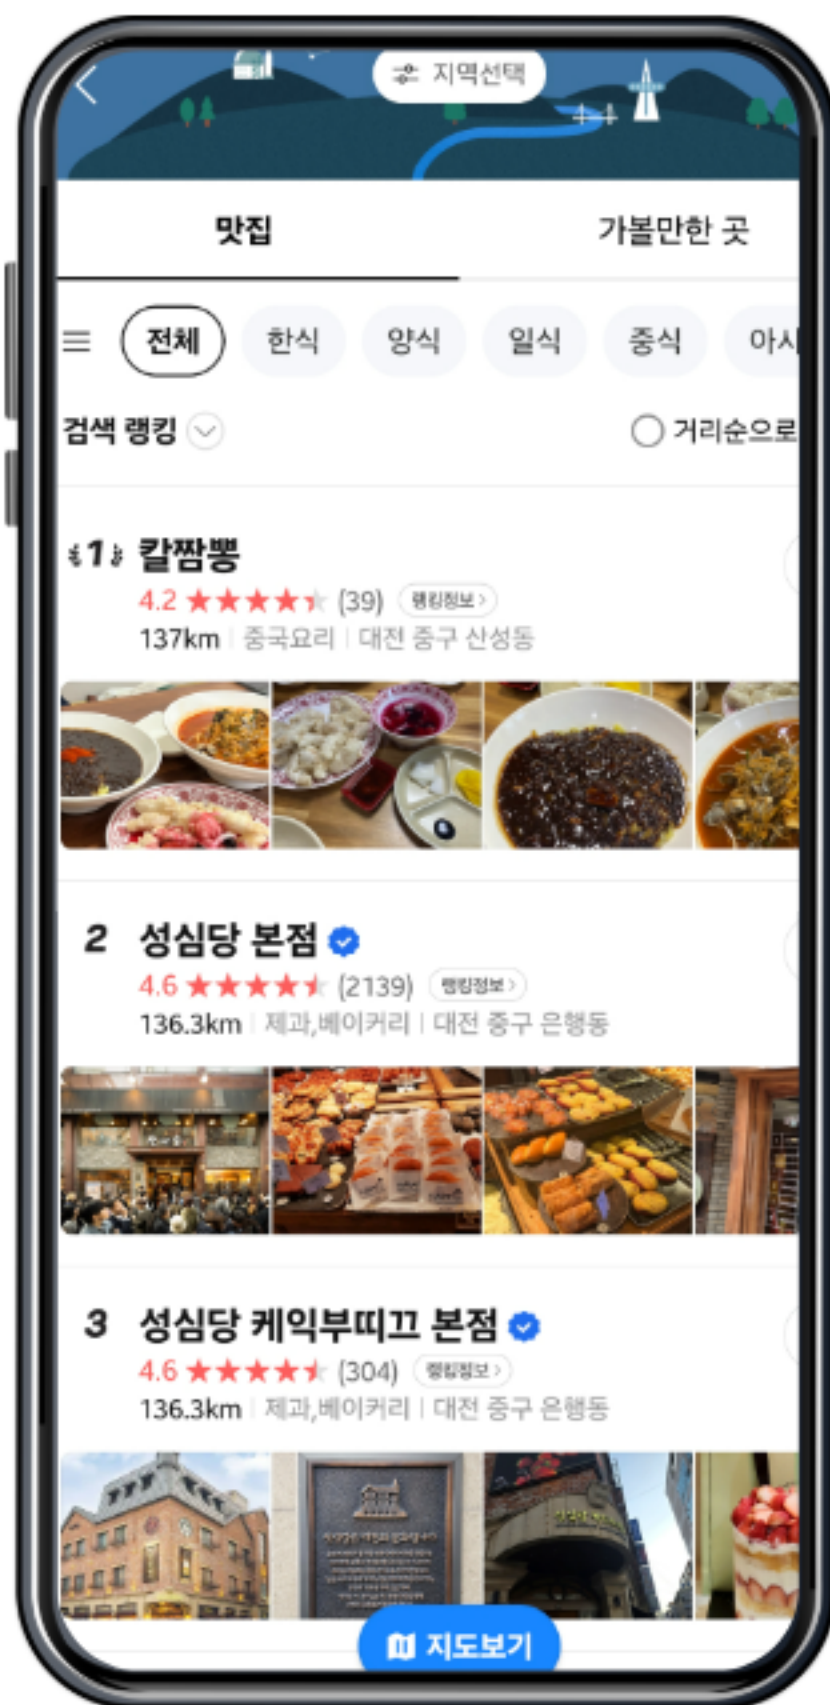 지역선택
맛집 가볼만한 곳
전체 한식 양식 일식 중식 아시
검색 랭킹 거리순으로
1 칼짬뽕
4.2 ★★★★★ (39) 랭킹정보 >
137km | 중국요리 | 대전 중구 산성동
2 성심당 본점
4.6 ★★★★★ (2139) 랭킹정보 >
136.3km | 제과,베이커리 | 대전 중구 은행동
3 성심당 케익부띠끄 본점
4.6 ★★★★★ (304) 랭킹정보 >
136.3km | 제과,베이커리 | 대전 중구 은행동
지도보기